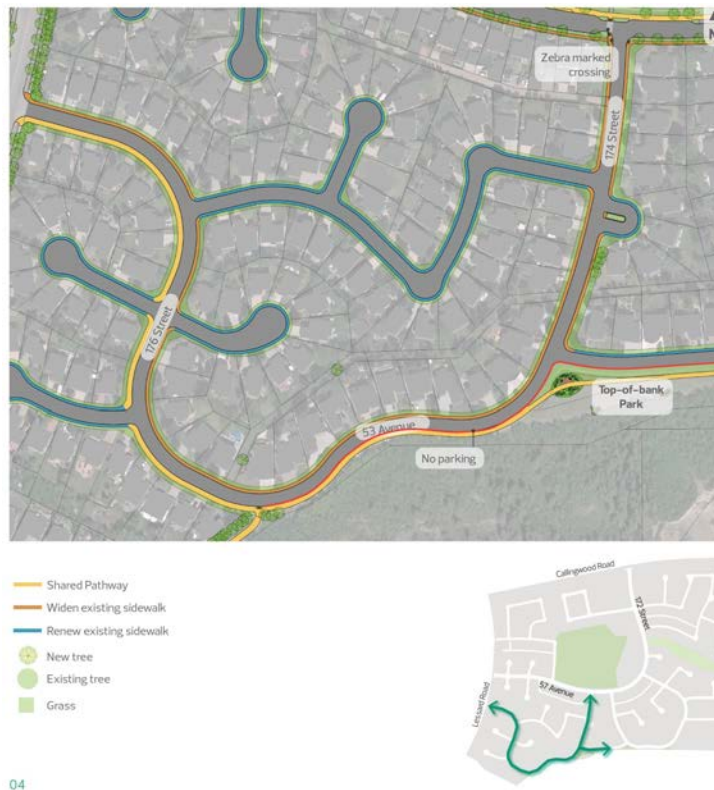 N
Zebra marked
crossing
174 Street
176 Street
53 Avenue
Top-of-bank
Park
No parking
Shared Pathway
Widen existing sidewalk
Renew existing sidewalk
New tree
Existing tree
Grass
Callingwood Road
172 Street
57 Avenue
Lessard Road
04